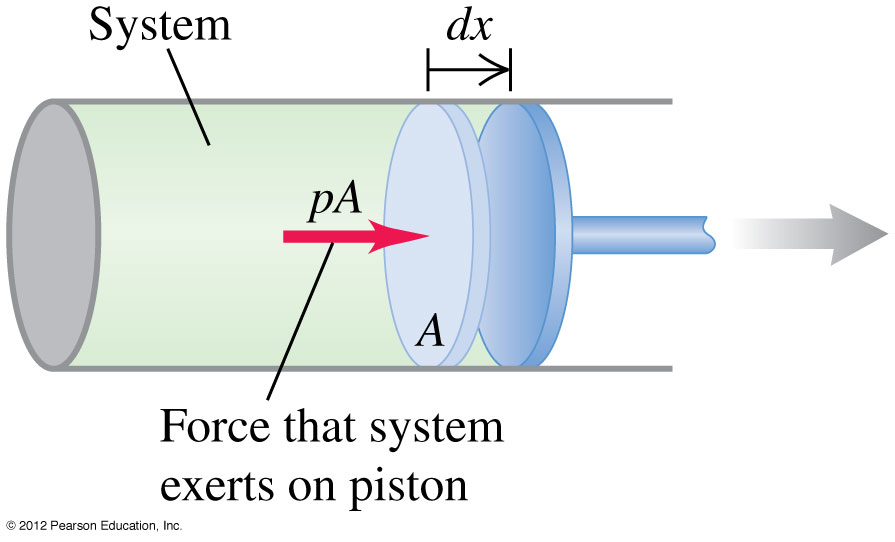 System
dx
pA
A
Force that system
exerts on piston
© 2012 Pearson Education, Inc.